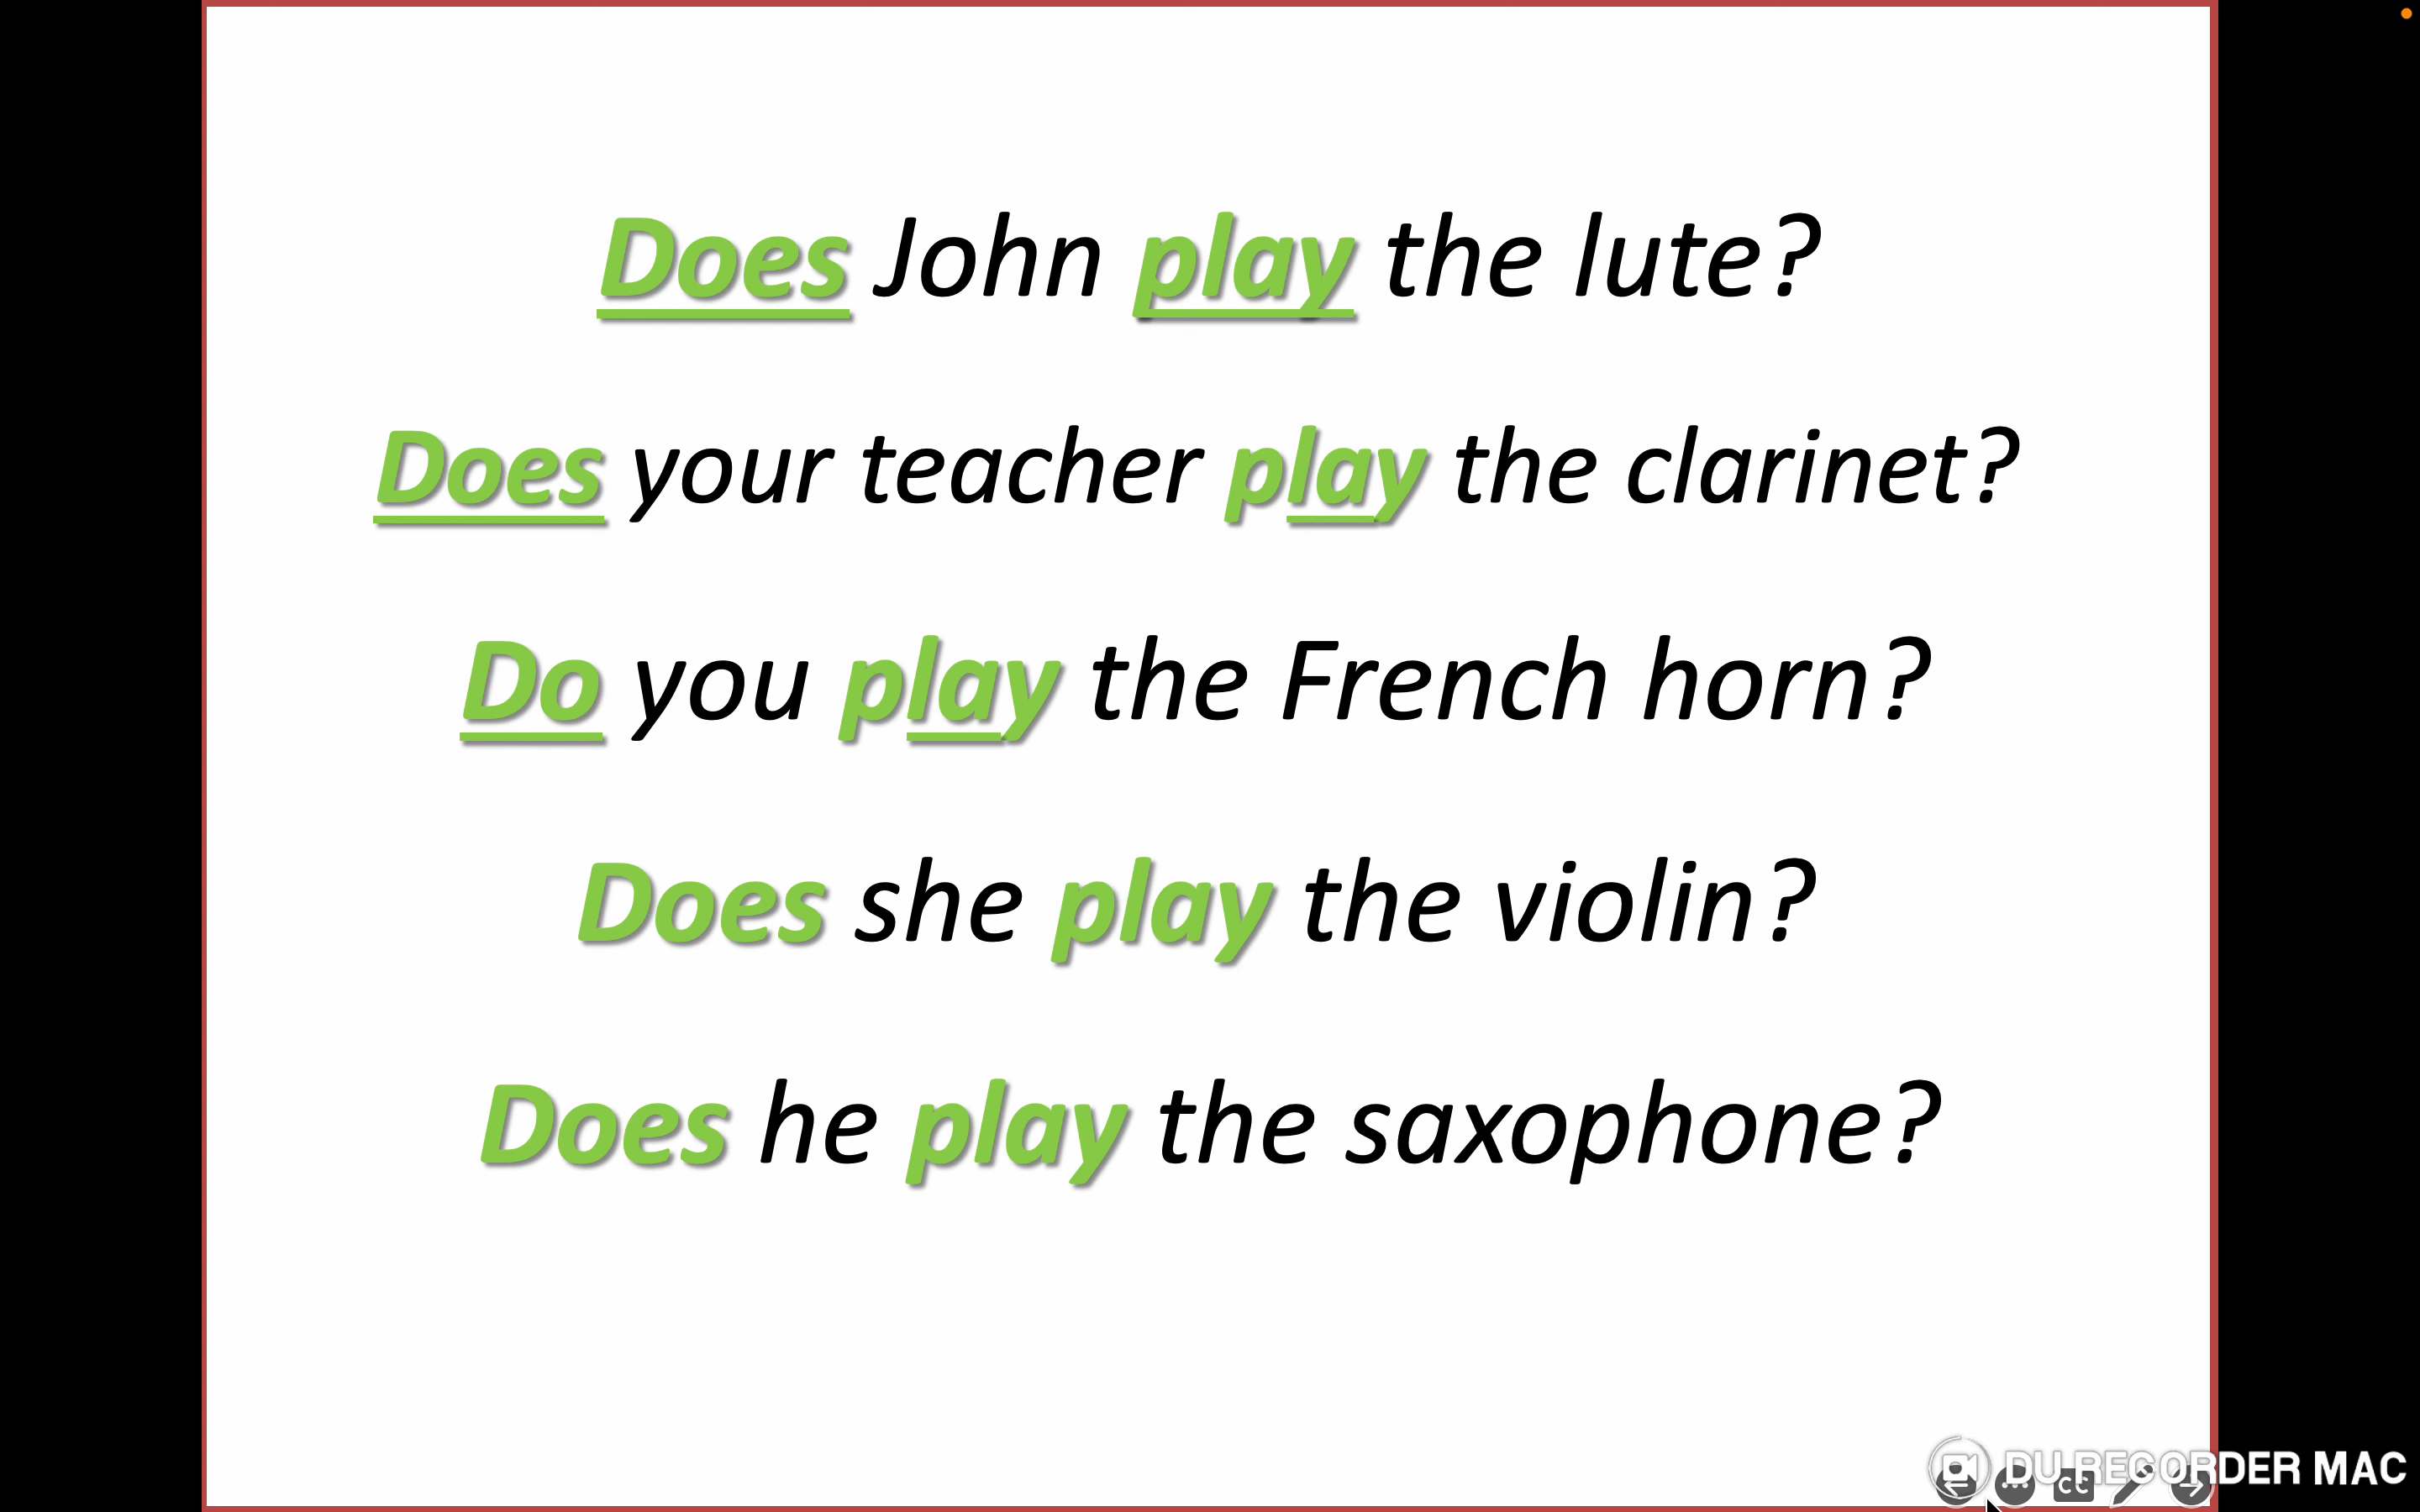 Does John play the lute?
Does your teacher play the clarinet?
Do you play the French horn?
Does she play the violin?
Does he play the saxophone?
DU RECORDER MAC
CC